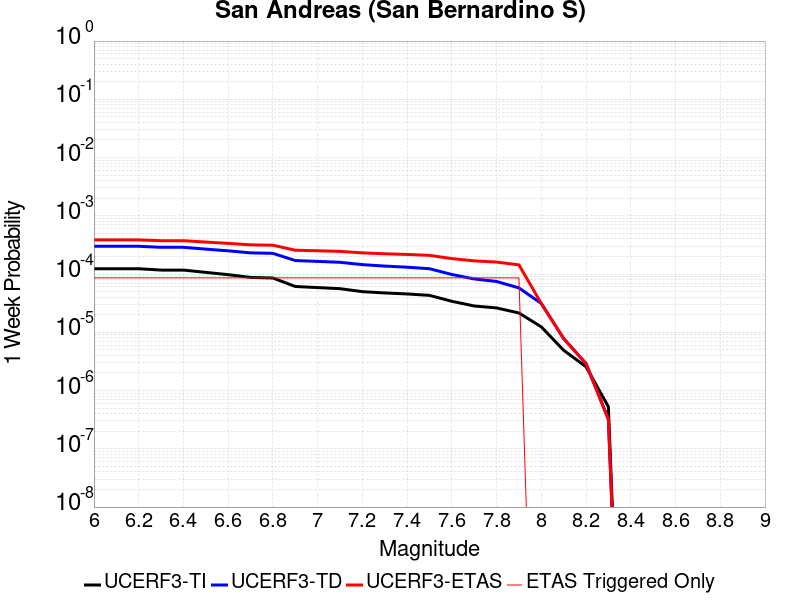 San Andreas (San Bernardino S)
10^0
10^-1
10^-2
10^-3
10^-4
10^-5
10^-6
10^-7
10^-8
1 Week Probability
6 6.2 6.4 6.6 6.8 7 7.2 7.4 7.6 7.8 8 8.2 8.4 8.6 8.8 9
Magnitude
UCERF3-TI UCERF3-TD UCERF3-ETAS ETAS Triggered Only